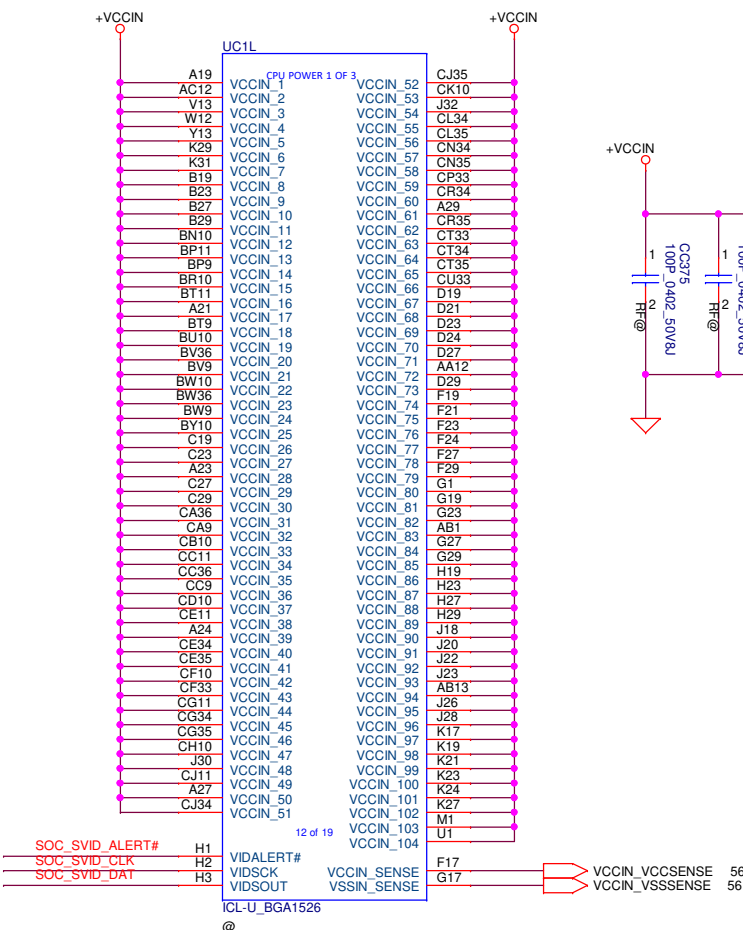 +VCCIN
+VCCIN
UC1L
CPU POWER 1 OF 3
A19 VCCIN_1 VCCIN_52 CJ35
AC12 VCCIN_2 VCCIN_53 CK10
V13 VCCIN_3 VCCIN_54 J32
W12 VCCIN_4 VCCIN_55 CL34
Y13 VCCIN_5 VCCIN_56 CL35
K29 VCCIN_6 VCCIN_57 CN34
K31 VCCIN_7 VCCIN_58 CN35
B19 VCCIN_8 VCCIN_59 CP33
B23 VCCIN_9 VCCIN_60 CR34
B27 VCCIN_10 VCCIN_61 A29
B29 VCCIN_11 VCCIN_62 CR35
BN10 VCCIN_12 VCCIN_63 CT33
BP11 VCCIN_13 VCCIN_64 CT34
BP9 VCCIN_14 VCCIN_65 CT35
BR10 VCCIN_15 VCCIN_66 CU33
BT11 VCCIN_16 VCCIN_67 D19
A21 VCCIN_17 VCCIN_68 D21
BT9 VCCIN_18 VCCIN_69 D23
BU10 VCCIN_19 VCCIN_70 D24
BV36 VCCIN_20 VCCIN_71 D27
BV9 VCCIN_21 VCCIN_72 AA12
BW10 VCCIN_22 VCCIN_73 D29
BW36 VCCIN_23 VCCIN_74 F19
BW9 VCCIN_24 VCCIN_75 F21
BY10 VCCIN_25 VCCIN_76 F23
C19 VCCIN_26 VCCIN_77 F24
C23 VCCIN_27 VCCIN_78 F27
A23 VCCIN_28 VCCIN_79 F29
C27 VCCIN_29 VCCIN_80 G1
C29 VCCIN_30 VCCIN_81 G19
CA36 VCCIN_31 VCCIN_82 G23
CA9 VCCIN_32 VCCIN_83 AB1
CB10 VCCIN_33 VCCIN_84 G27
CC11 VCCIN_34 VCCIN_85 G29
CC36 VCCIN_35 VCCIN_86 H19
CC9 VCCIN_36 VCCIN_87 H23
CD10 VCCIN_37 VCCIN_88 H27
CE11 VCCIN_38 VCCIN_89 H29
A24 VCCIN_39 VCCIN_90 J18
CE34 VCCIN_40 VCCIN_91 J20
CE35 VCCIN_41 VCCIN_92 J22
CF10 VCCIN_42 VCCIN_93 J23
CF33 VCCIN_43 VCCIN_94 AB13
CG11 VCCIN_44 VCCIN_95 J26
CG34 VCCIN_45 VCCIN_96 J28
CG35 VCCIN_46 VCCIN_97 K17
CH10 VCCIN_47 VCCIN_98 K19
J30 VCCIN_48 VCCIN_99 K21
CJ11 VCCIN_49 VCCIN_100 K23
A27 VCCIN_50 VCCIN_101 K24
CJ34 VCCIN_51 VCCIN_102 K27
12 of 19 VCCIN_103 M1
VCCIN_104 U1
SOC_SVID_ALERT# H1 VIDALERT#
SOC_SVID_CLK H2 VIDSCK VCCIN_SENSE F17 VCCIN_VCCSENSE 56
SOC_SVID_DAT H3 VIDSOUT VSSIN_SENSE G17 VCCIN_VSSSENSE 56
ICL-U_BGA1526
@
+VCCIN
1
CC375
100P_0402_50V8J
2
RF@
1
2
RF@